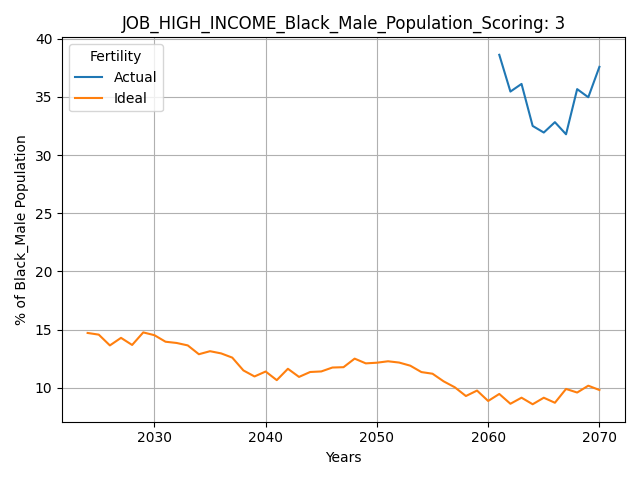 JOB_HIGH_INCOME_Black_Male_Population_Scoring: 3
Fertility
Actual
Ideal
% of Black_Male Population
40
35
30
25
20
15
10
2030 2040 2050 2060 2070
Years